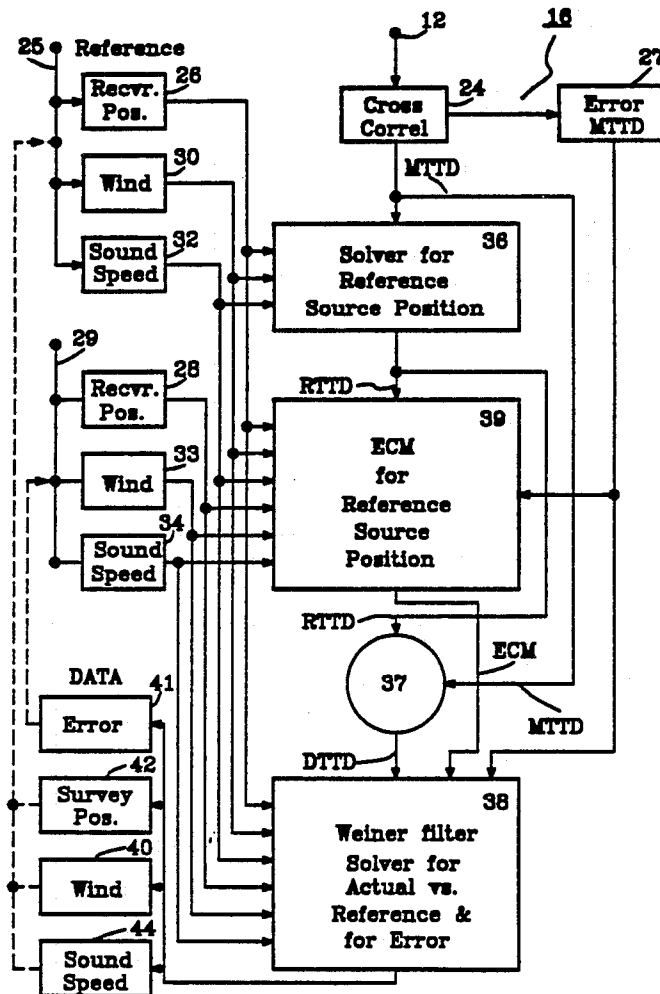 12
16
27
25
Reference
26
Recvr.
Pos.
24
Cross
Correl
Error
MTTD
30
Wind
MTTD
32
Sound
Speed
36
Solver for
Reference
Source Position
29
28
Recvr.
Pos.
RTTD
39
ECM
for
Reference
Source
Position
33
Wind
34
Sound
Speed
RTTD
ECM
37
MTTD
DATA
41
Error
DTTD
42
Survey
Pos.
38
Weiner filter
Solver for
Actual vs.
Reference &
for Error
40
Wind
44
Sound
Speed